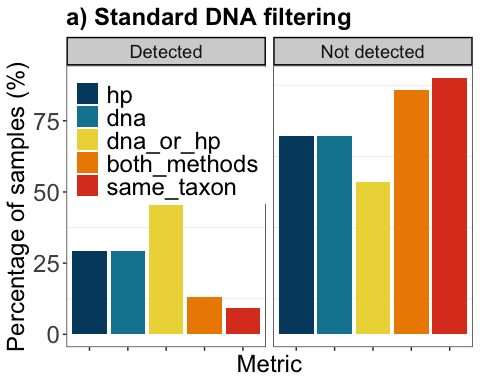 a) Standard DNA filtering
Detected
Not detected
Percentage of samples (%)
75
50
25
0
hp
dna
dna_or_hp
both_methods
same_taxon
Metric